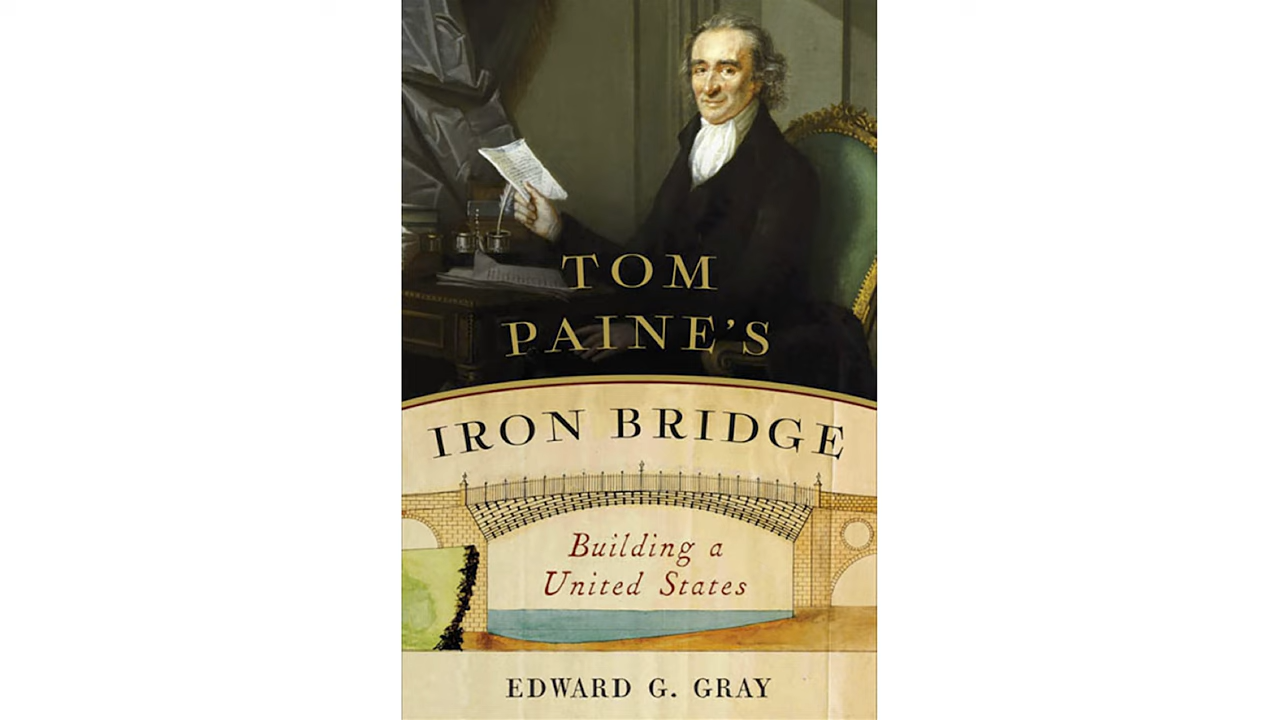 TOM
PAINE'S
IRON BRIDGE
Building a
United States
EDWARD G. GRAY